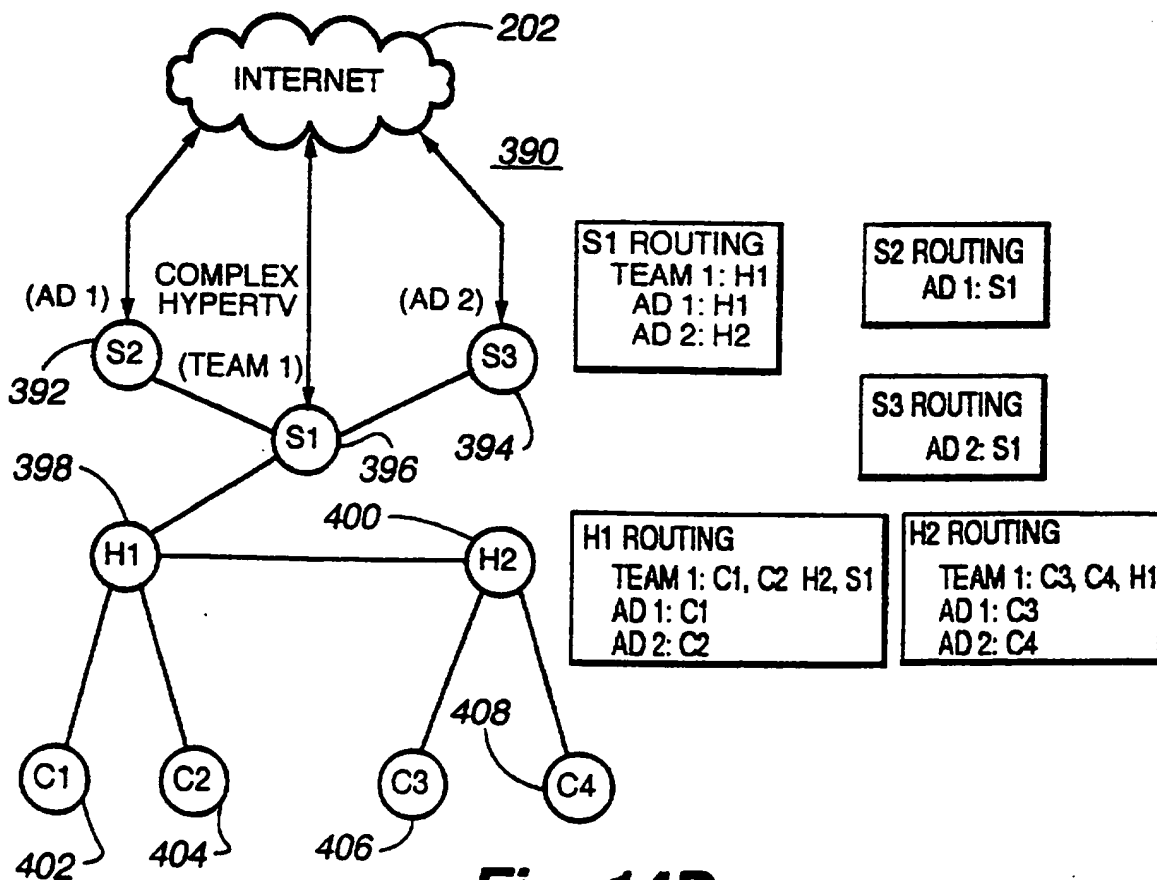 202
INTERNET
390
COMPLEX
HYPERTV
(AD 1)
(AD 2)
(TEAM 1)
S2
S3
392
S1
394
396
398
400
H1
H2
C1
C2
C3
C4
408
402
404
406
S1 ROUTING
TEAM 1: H1
AD 1: H1
AD 2: H2
S2 ROUTING
AD 1: S1
S3 ROUTING
AD 2: S1
H1 ROUTING
TEAM 1: C1, C2 H2, S1
AD 1: C1
AD 2: C2
H2 ROUTING
TEAM 1: C3, C4, H1
AD 1: C3
AD 2: C4